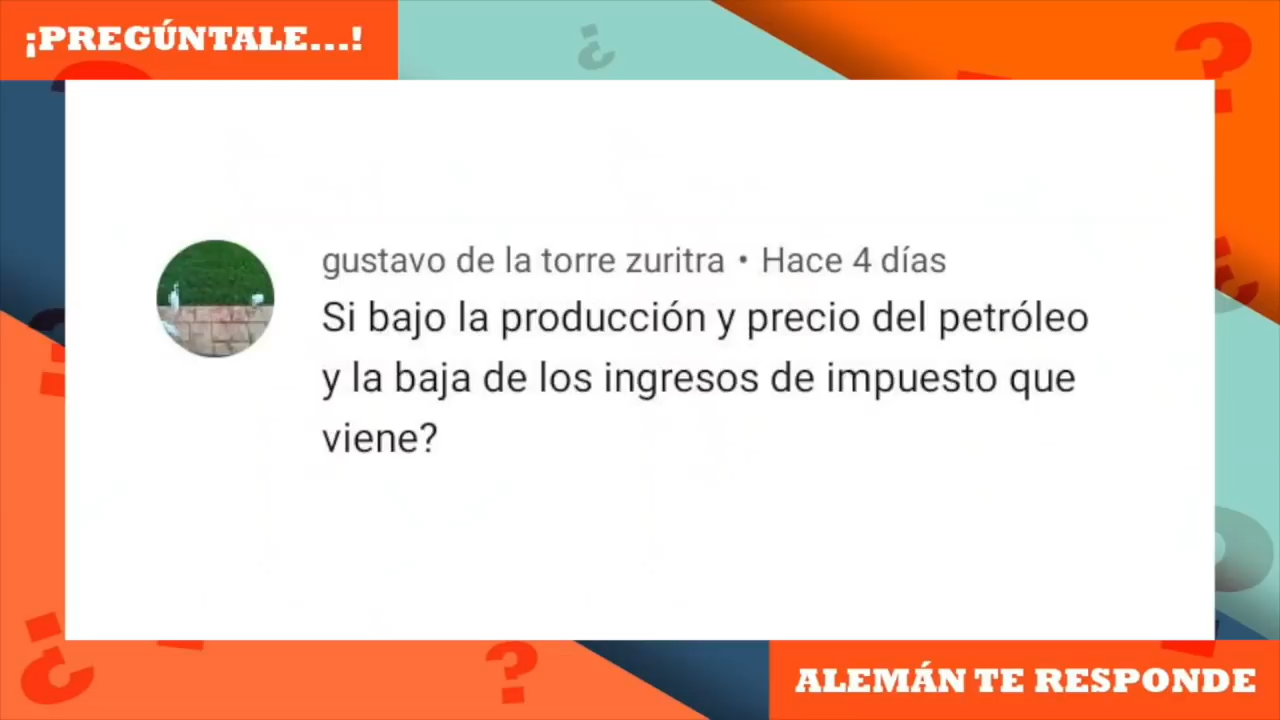 ¡PREGÚNTALE...!
gustavo de la torre zuritra • Hace 4 días
Si bajo la producción y precio del petróleo
y la baja de los ingresos de impuesto que
viene?
ALEMÁN TE RESPONDE